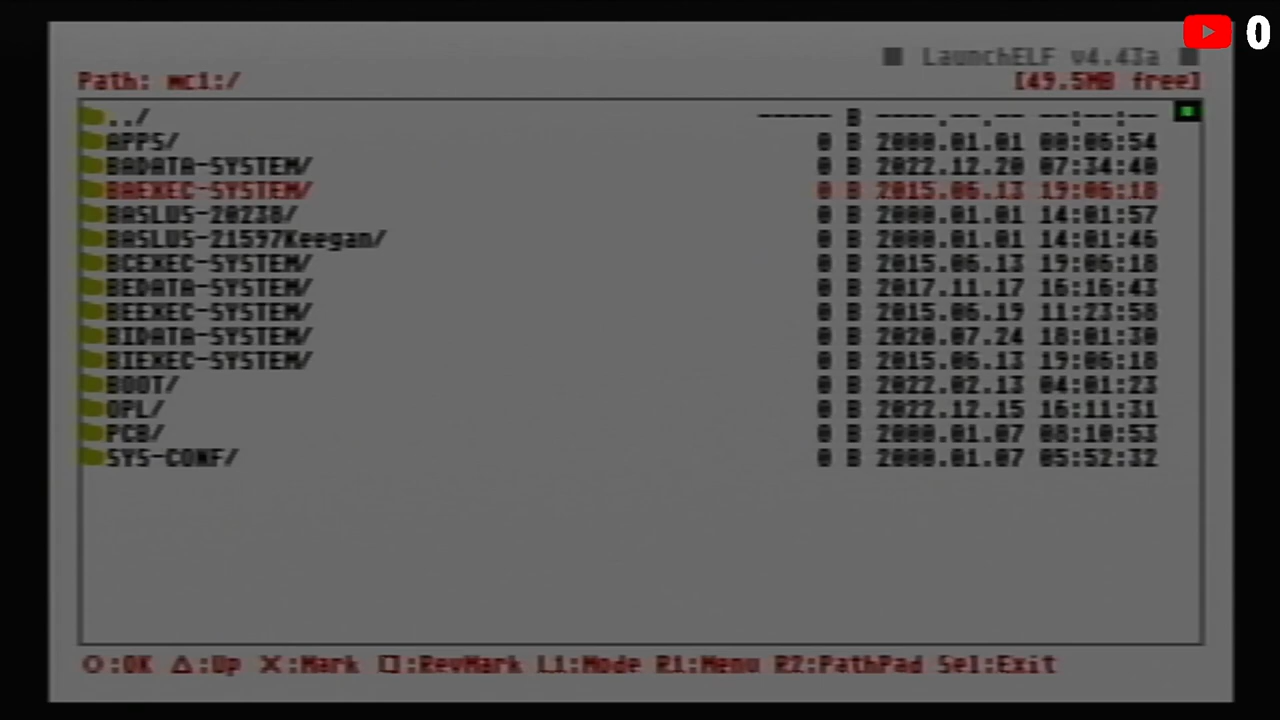 0
■ LaunchELF v4.43a ■
Path: mc1:/ [49.5MB free]
../ ----- B ----.--.-- --:--:--
APPS/ 0 B 2000.01.01 00:06:54
BADATA-SYSTEM/ 0 B 2022.12.20 07:34:40
BAEXEC-SYSTEM/ 0 B 2015.06.13 19:06:18
BASLUS-20238/ 0 B 2000.01.01 14:01:57
BASLUS-21597Keegan/ 0 B 2000.01.01 14:01:46
BCEXEC-SYSTEM/ 0 B 2015.06.13 19:06:18
BEDATA-SYSTEM/ 0 B 2017.11.17 16:16:43
BEEXEC-SYSTEM/ 0 B 2015.06.19 11:23:58
BIDATA-SYSTEM/ 0 B 2020.07.24 18:01:30
BIEXEC-SYSTEM/ 0 B 2015.06.13 19:06:18
BOOT/ 0 B 2022.02.13 04:01:23
OPL/ 0 B 2022.12.15 16:11:31
PCB/ 0 B 2000.01.07 08:10:53
SYS-CONF/ 0 B 2000.01.07 05:52:32
○:OK △:Up ✕:Mark □:RevMark L1:Mode R1:Menu R2:PathPad Sel:Exit